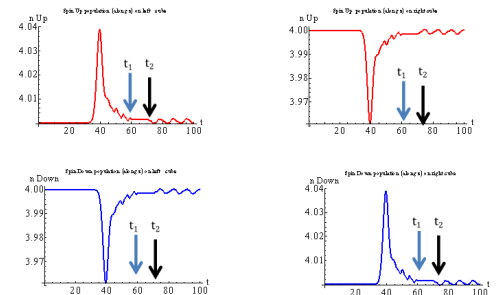 Spin Up population (along z) on left cube
n Up
4.04
4.03
4.02
4.01
t₁
t₂
t
20 40 60 80 100
Spin Up population (along z) on right cube
n Up
4.00
3.99
3.98
3.97
t₁
t₂
t
20 40 60 80 100
Spin Down population (along z) on left cube
n Down
4.00
3.99
3.98
3.97
t₁
t₂
t
20 40 60 80 100
Spin Down population (along z) on right cube
n Down
4.04
4.03
4.02
4.01
t₁
t₂
t
20 40 60 80 100